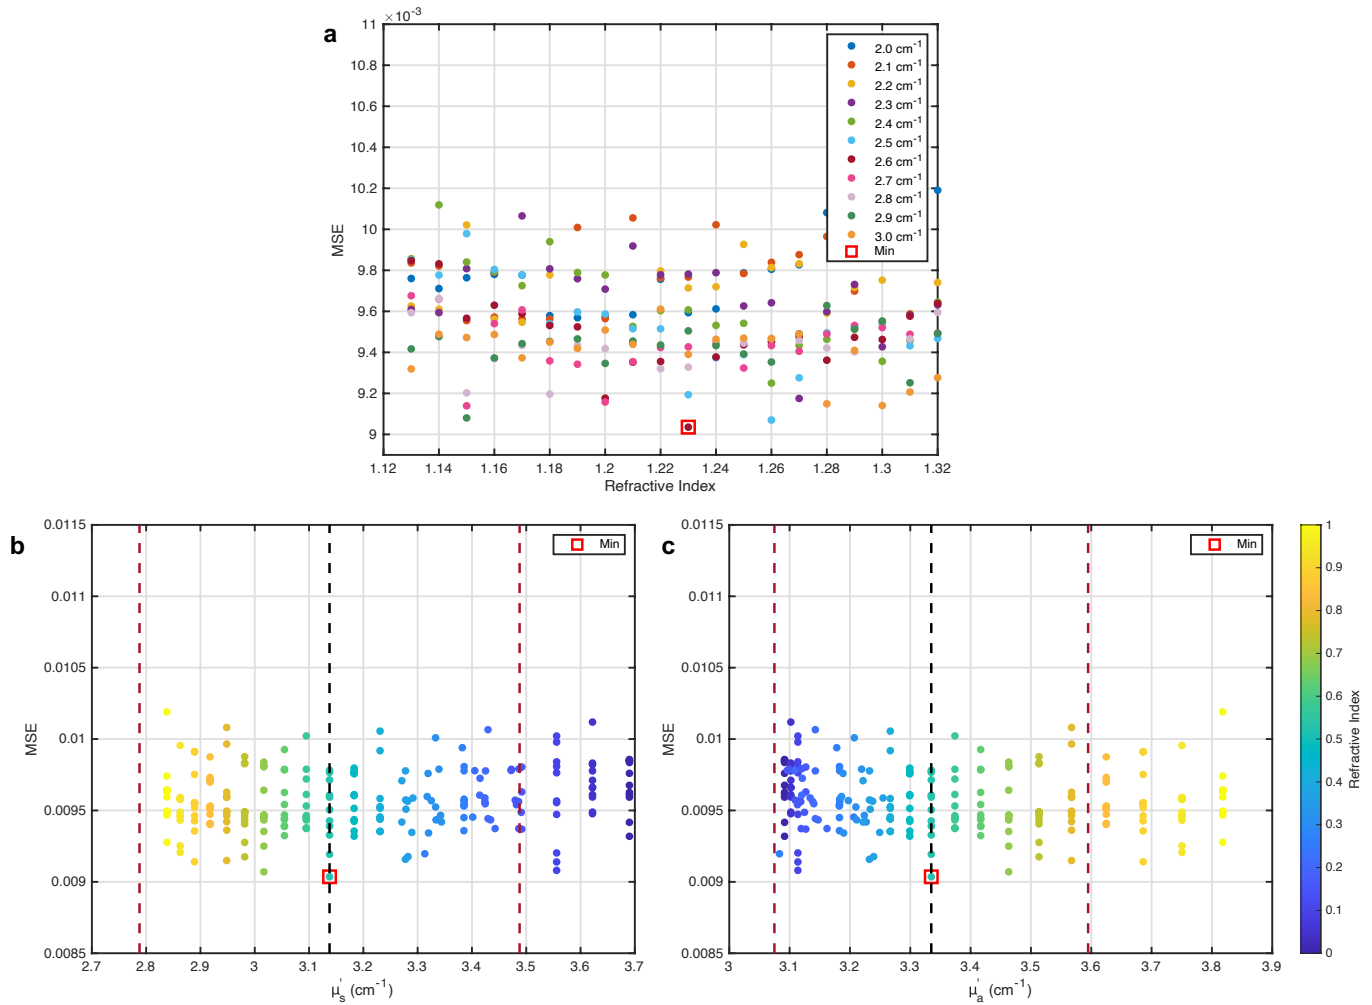 a
×10⁻³
11
10.8
10.6
10.4
10.2
10
9.8
9.6
9.4
9.2
9
MSE
1.12
1.14
1.16
1.18
1.2
1.22
1.24
1.26
1.28
1.3
1.32
Refractive Index
2.0 cm⁻¹
2.1 cm⁻¹
2.2 cm⁻¹
2.3 cm⁻¹
2.4 cm⁻¹
2.5 cm⁻¹
2.6 cm⁻¹
2.7 cm⁻¹
2.8 cm⁻¹
2.9 cm⁻¹
3.0 cm⁻¹
Min
b
0.0115
0.011
0.0105
0.01
0.0095
0.009
0.0085
MSE
2.7
2.8
2.9
3
3.1
3.2
3.3
3.4
3.5
3.6
3.7
μ's (cm⁻¹)
Min
c
0.0115
0.011
0.0105
0.01
0.0095
0.009
0.0085
MSE
3
3.1
3.2
3.3
3.4
3.5
3.6
3.7
3.8
3.9
μ'a (cm⁻¹)
Min
1
0.9
0.8
0.7
0.6
0.5
0.4
0.3
0.2
0.1
0
Refractive Index